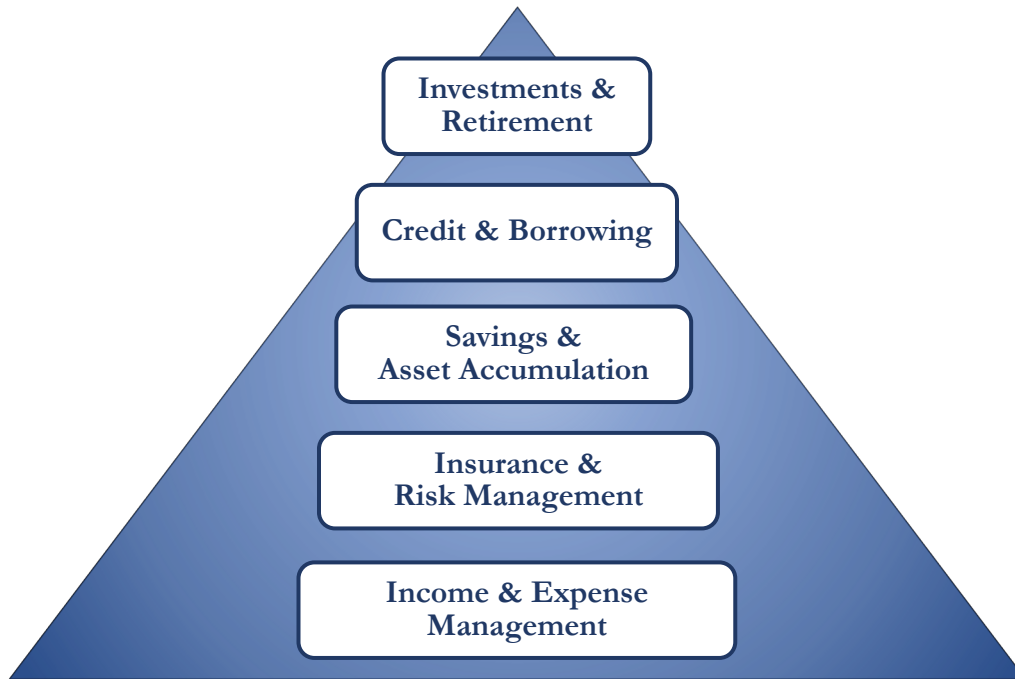 Investments &
Retirement
Credit & Borrowing
Savings &
Asset Accumulation
Insurance &
Risk Management
Income & Expense
Management